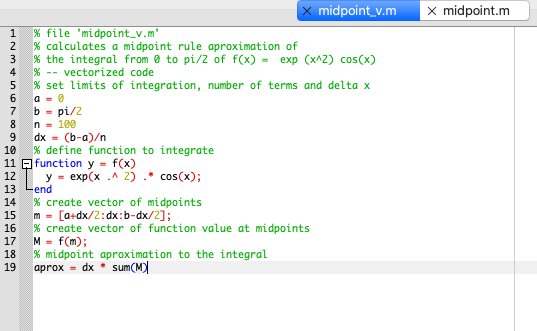 midpoint_v.m midpoint.m
1 % file 'midpoint_v.m'
2 % calculates a midpoint rule aproximation of
3 % the integral from 0 to pi/2 of f(x) =  exp (x^2) cos(x)
4 % -- vectorized code
5 % set limits of integration, number of terms and delta x
6 a = 0
7 b = pi/2
8 n = 100
9 dx = (b-a)/n
10 % define function to integrate
11 function y = f(x)
12   y = exp(x .^ 2) .* cos(x);
13 end
14 % create vector of midpoints
15 m = [a+dx/2:dx:b-dx/2];
16 % create vector of function value at midpoints
17 M = f(m);
18 % midpoint aproximation to the integral
19 aprox = dx * sum(M)